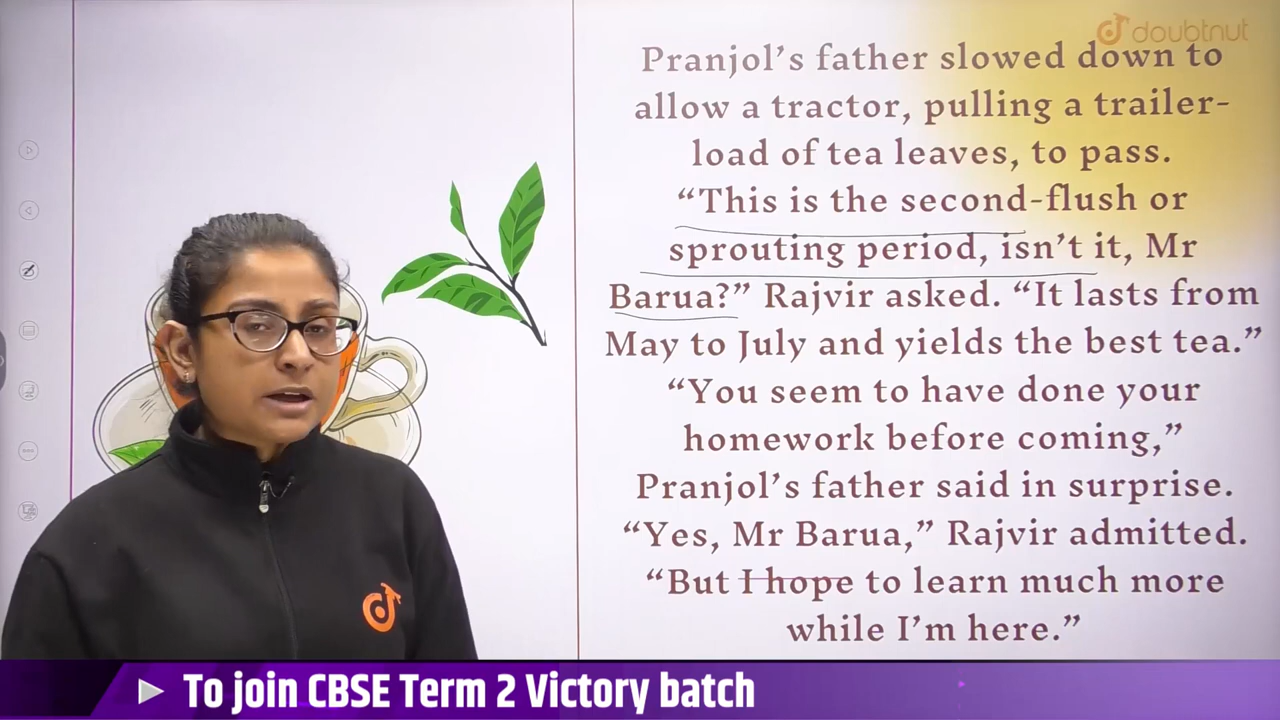 doubtnut
Pranjol’s father slowed down to
allow a tractor, pulling a trailer-
load of tea leaves, to pass.
“This is the second-flush or
sprouting period, isn’t it, Mr
Barua?” Rajvir asked. “It lasts from
May to July and yields the best tea.”
“You seem to have done your
homework before coming,”
Pranjol’s father said in surprise.
“Yes, Mr Barua,” Rajvir admitted.
“But I hope to learn much more
while I’m here.”
To join CBSE Term 2 Victory batch